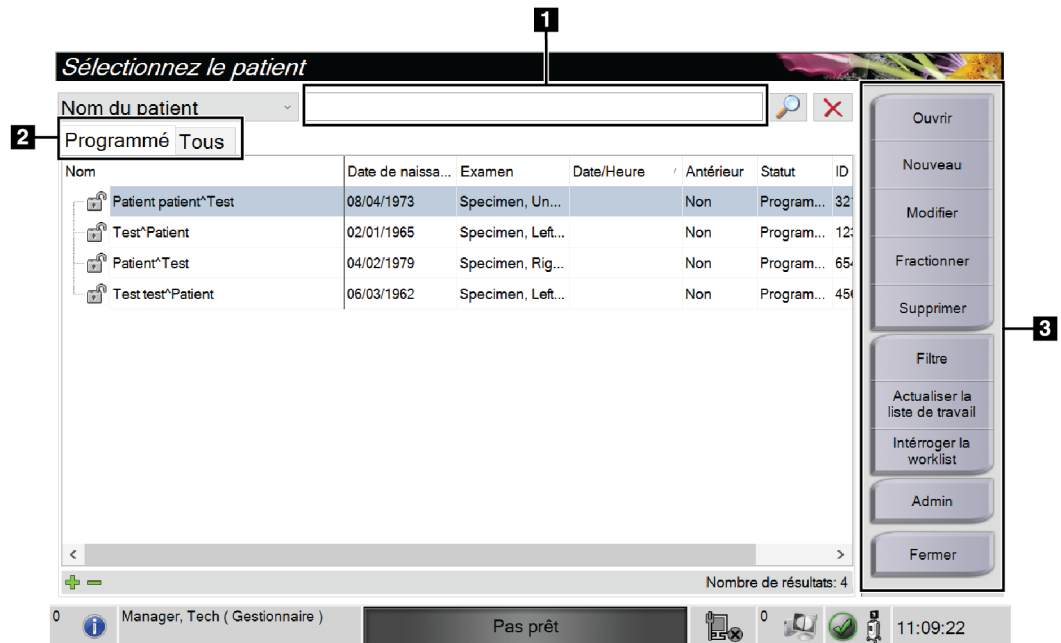 1
Sélectionnez le patient
Nom du patient
2
Programmé Tous
Nom Date de naissa... Examen Date/Heure Antérieur Statut ID
Patient patient^Test 08/04/1973 Specimen, Un... Non Program... 32
Test^Patient 02/01/1965 Specimen, Left... Non Program... 12
Patient^Test 04/02/1979 Specimen, Rig... Non Program... 65
Test test^Patient 06/03/1962 Specimen, Left... Non Program... 45
Nombre de résultats: 4
Ouvrir
Nouveau
Modifier
Fractionner
Supprimer
3
Filtre
Actualiser la
liste de travail
Intérroger la
worklist
Admin
Fermer
0 Manager, Tech ( Gestionnaire ) Pas prêt 0 11:09:22